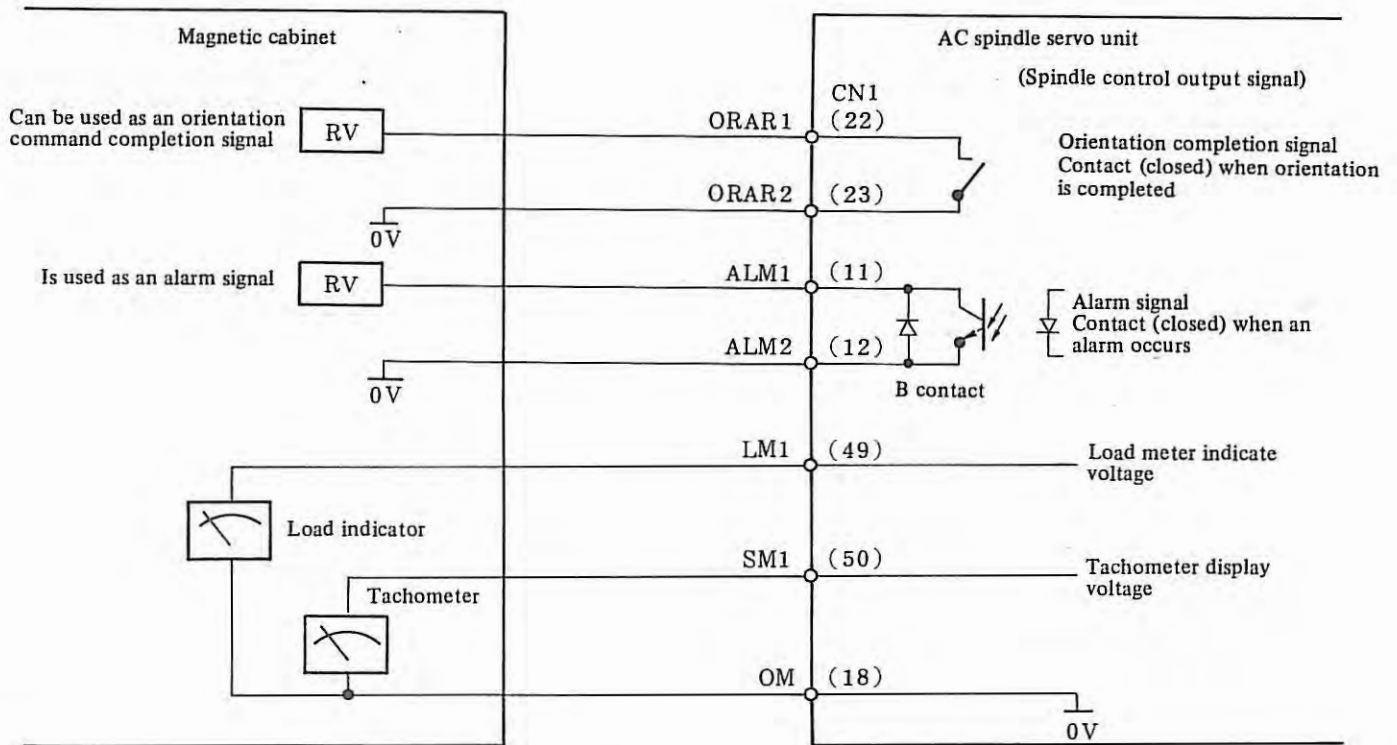 Magnetic cabinet
AC spindle servo unit
(Spindle control output signal)
CN1
Can be used as an orientation
command completion signal
RV
ORAR1
(22)
Orientation completion signal
Contact (closed) when orientation
is completed
ORAR2
(23)
0V
Is used as an alarm signal
RV
ALM1
(11)
Alarm signal
Contact (closed) when an
alarm occurs
ALM2
(12)
0V
B contact
LM1
(49)
Load meter indicate
voltage
Load indicator
SM1
(50)
Tachometer display
voltage
Tachometer
OM
(18)
0V